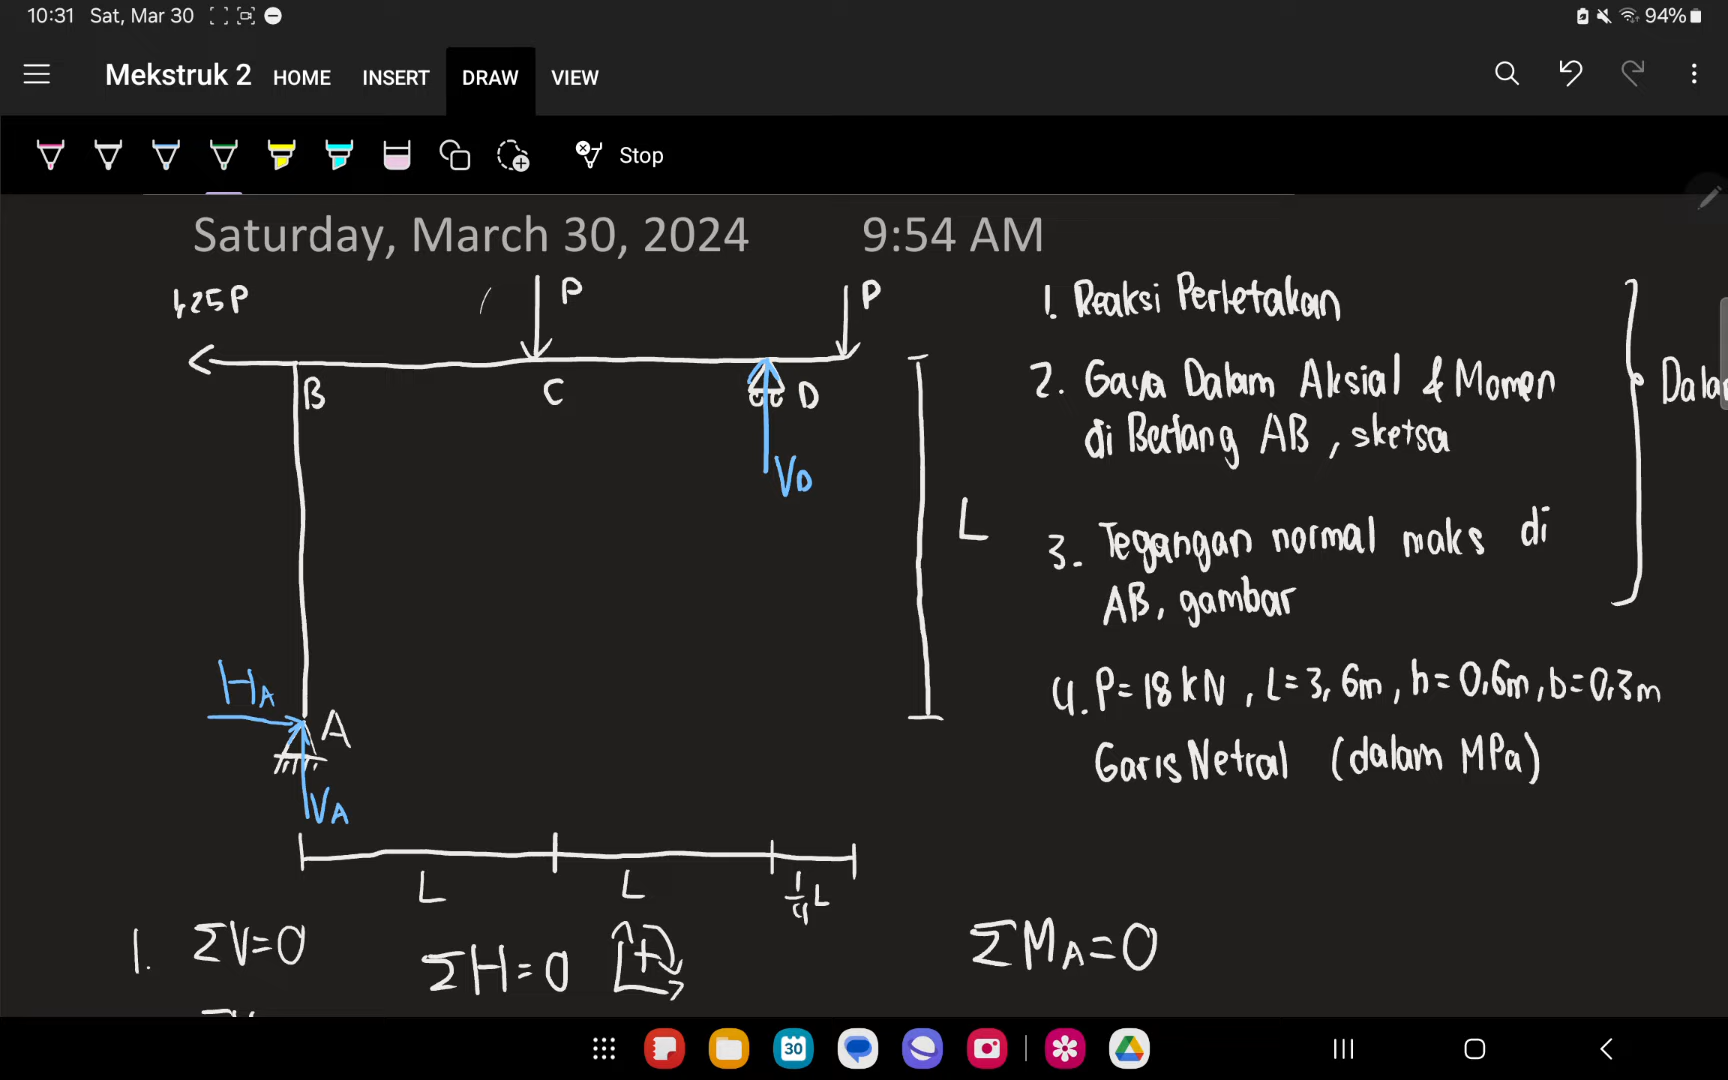 10:31 Sat, Mar 30
94%
Mekstruk 2 HOME INSERT DRAW VIEW
Stop
Saturday, March 30, 2024 9:54 AM
1,25P
P
P
B
C
D
VD
L
HA
A
VA
L
L
1/4 L
1. Reaksi Perletakan
2. Gaya Dalam Aksial & Momen
di Bentang AB, sketsa
3. Tegangan normal maks di
AB, gambar
4. P=18 kN, L=3,6m, h=0,6m, b=0,3m
Garis Netral (dalam MPa)
1. ΣV=0 ΣH=0 + ΣMA=0
30